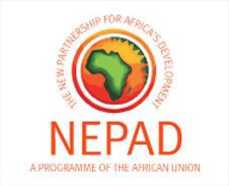 THE NEW PARTNERSHIP FOR AFRICA'S DEVELOPMENT
NEPAD
A PROGRAMME OF THE AFRICAN UNION